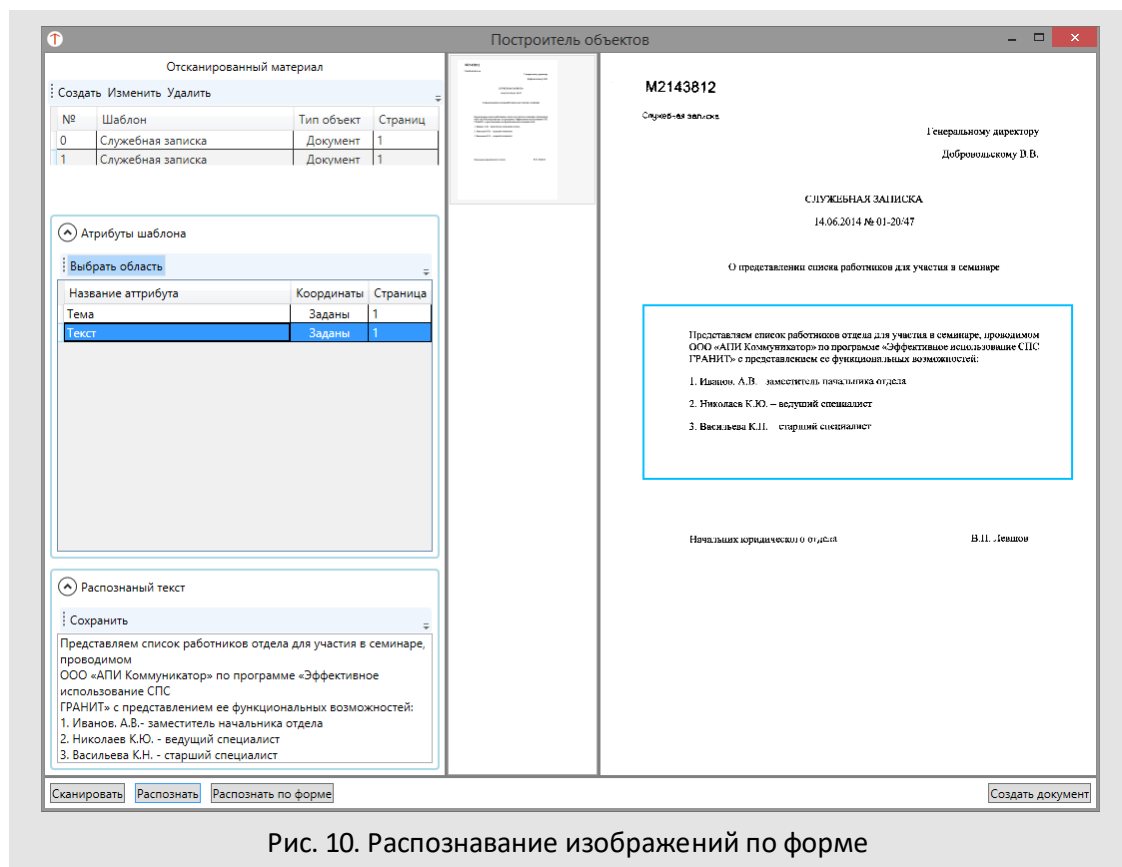 Построитель объектов
Отсканированный материал
Создать Изменить Удалить
№ Шаблон Тип объект Страниц
0 Служебная записка Документ 1
1 Служебная записка Документ 1
Атрибуты шаблона
Выбрать область
Название аттрибута Координаты Страница
Тема Заданы 1
Текст Заданы 1
Распознаный текст
Сохранить
Представляем список работников отдела для участия в семинаре,
проводимом
ООО «АПИ Коммуникатор» по программе «Эффективное
использование СПС
ГРАНИТ» с представлением ее функциональных возможностей:
1. Иванов. А.В.- заместитель начальника отдела
2. Николаев К.Ю. - ведущий специалист
3. Васильева К.Н. - старший специалист
М2143812
Служебная записка
Генеральному директору
Добровольскому В.В.
СЛУЖЕБНАЯ ЗАПИСКА
14.06.2014 № 01-20/47
О представлении списка работников для участия в семинаре
Представляем список работников отдела для участия в семинаре, проводимом
ООО «АПИ Коммуникатор» по программе «Эффективное использование СПС
ГРАНИТ» с представлением ее функциональных возможностей:
1. Иванов. А.В. заместитель начальника отдела
2. Николаев К.Ю. – ведущий специалист
3. Васильева К.Н. старший специалист
Начальник юридического отдела В.П. Левшов
Сканировать Распознать Распознать по форме Создать документ
Рис. 10. Распознавание изображений по форме